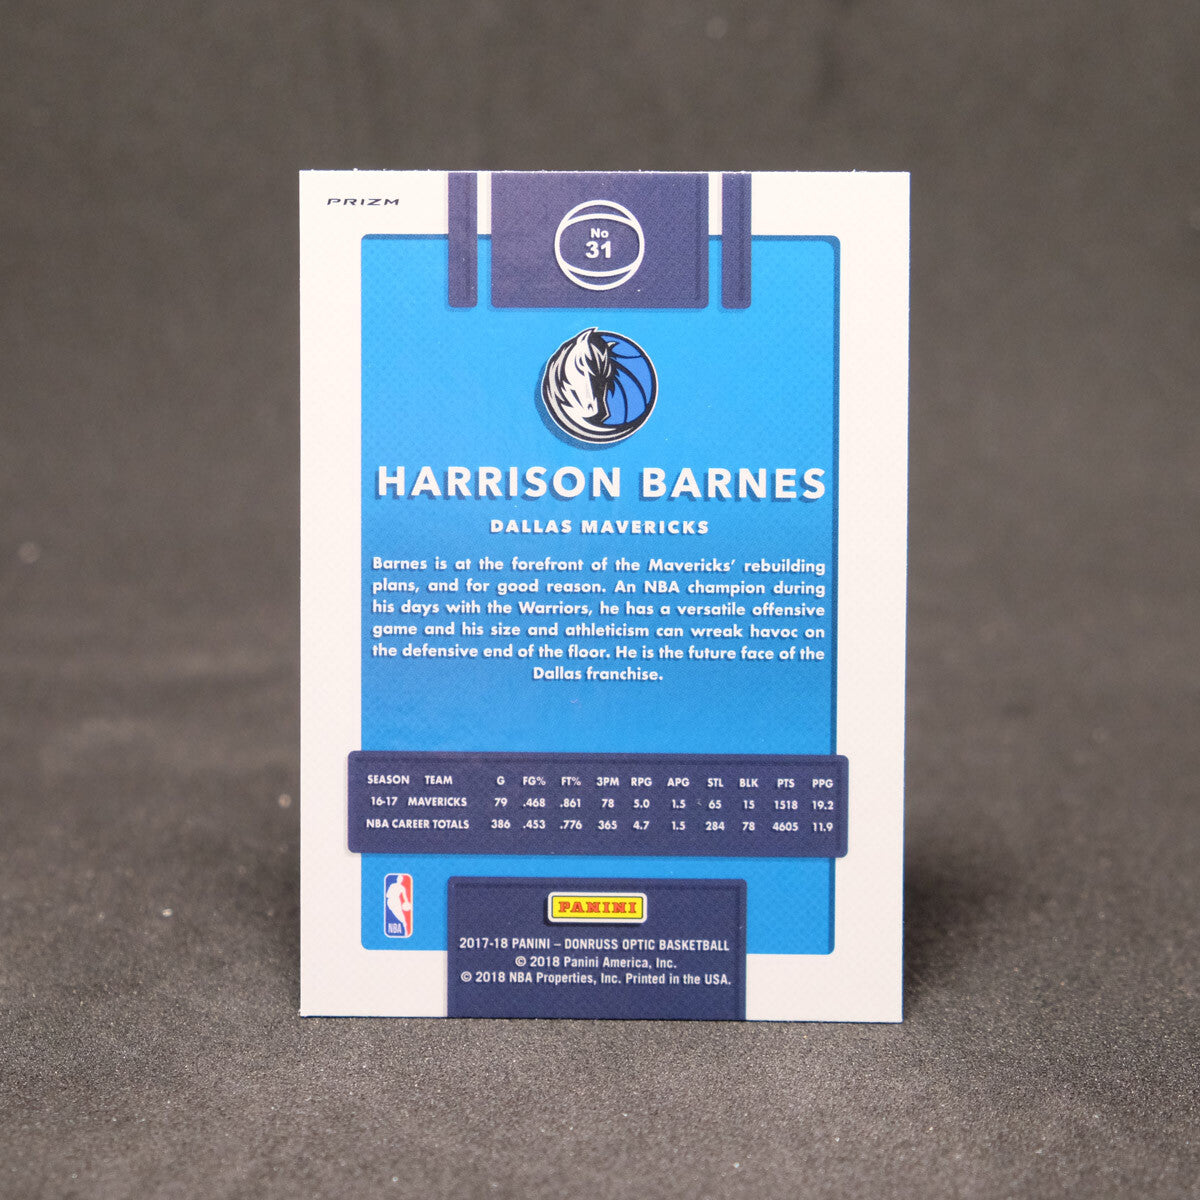 PRIZM
No
31
HARRISON BARNES
DALLAS MAVERICKS
Barnes is at the forefront of the Mavericks' rebuilding
plans, and for good reason. An NBA champion during
his days with the Warriors, he has a versatile offensive
game and his size and athleticism can wreak havoc on
the defensive end of the floor. He is the future face of the
Dallas franchise.
SEASON TEAM G FG% FT% 3PM RPG APG STL BLK PTS PPG
16-17 MAVERICKS 79 .468 .861 78 5.0 1.5 65 15 1518 19.2
NBA CAREER TOTALS 386 .453 .776 365 4.7 1.5 284 78 4605 11.9
NBA
PANINI
2017-18 PANINI – DONRUSS OPTIC BASKETBALL
© 2018 Panini America, Inc.
© 2018 NBA Properties, Inc. Printed in the USA.